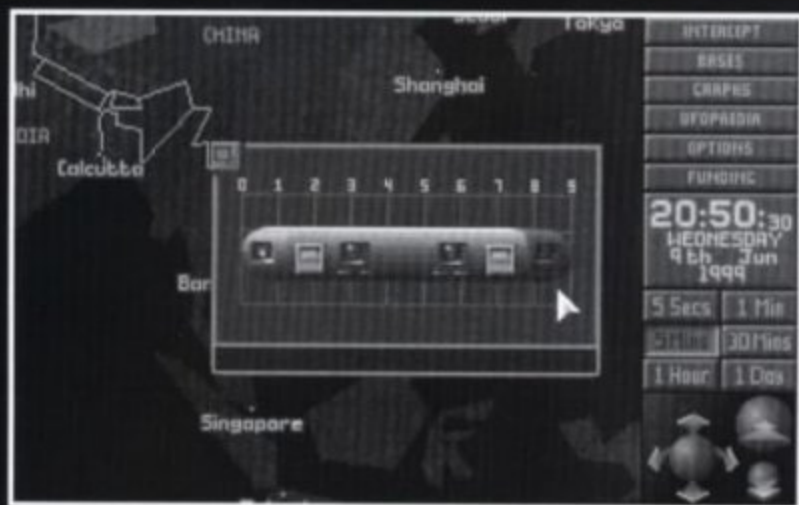 CHINA
Seoul
Tokyo
Shanghai
Calcutta
Bar
Singapore
0 1 2 3 4 5 6 7 8 9
INTERCEPT
BASES
GRAPHS
UFOPAEDIA
OPTIONS
FUNDING
20:50:30
WEDNESDAY
9th Jun
1999
5 Secs 1 Min
5 Mins 30 Mins
1 Hour 1 Day